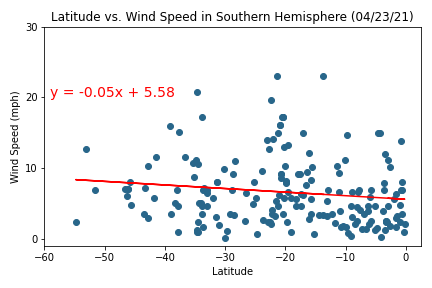 Latitude vs. Wind Speed in Southern Hemisphere (04/23/21)
30
y = -0.05x + 5.58
20
Wind Speed (mph)
10
0
−60 −50 −40 −30 −20 −10 0
Latitude